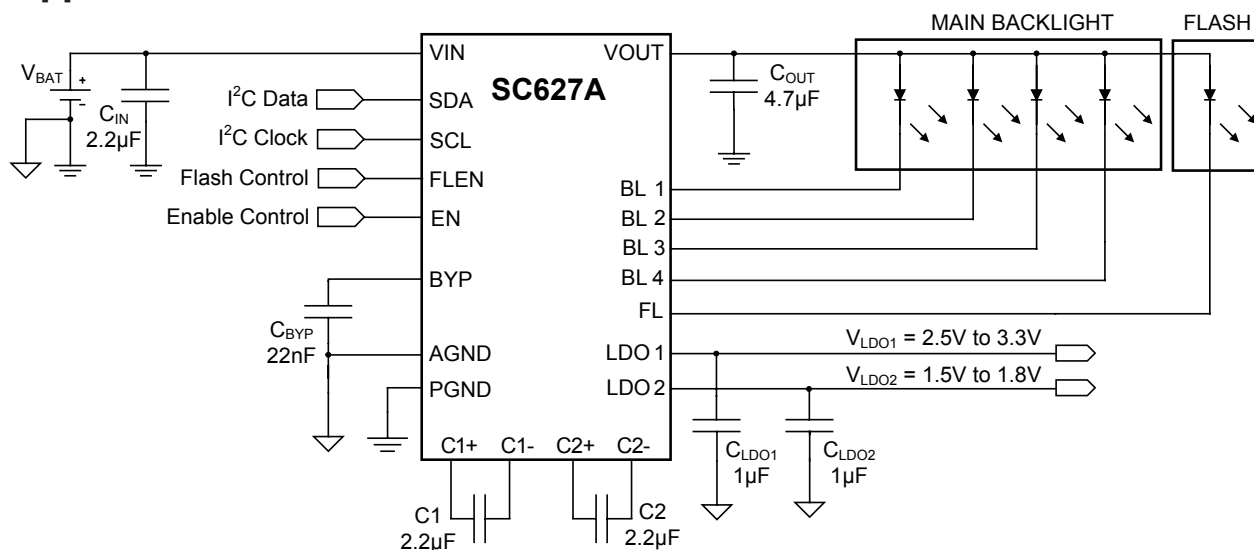 MAIN BACKLIGHT
FLASH
VIN
VOUT
SC627A
V_BAT
+
-
C_IN
2.2µF
C_OUT
4.7µF
I²C Data
SDA
I²C Clock
SCL
Flash Control
FLEN
Enable Control
EN
BL 1
BL 2
BL 3
BL 4
BYP
FL
C_BYP
22nF
AGND
PGND
LDO 1
V_LDO1 = 2.5V to 3.3V
LDO 2
V_LDO2 = 1.5V to 1.8V
C1+ C1- C2+ C2-
C_LDO1
1µF
C_LDO2
1µF
C1
2.2µF
C2
2.2µF